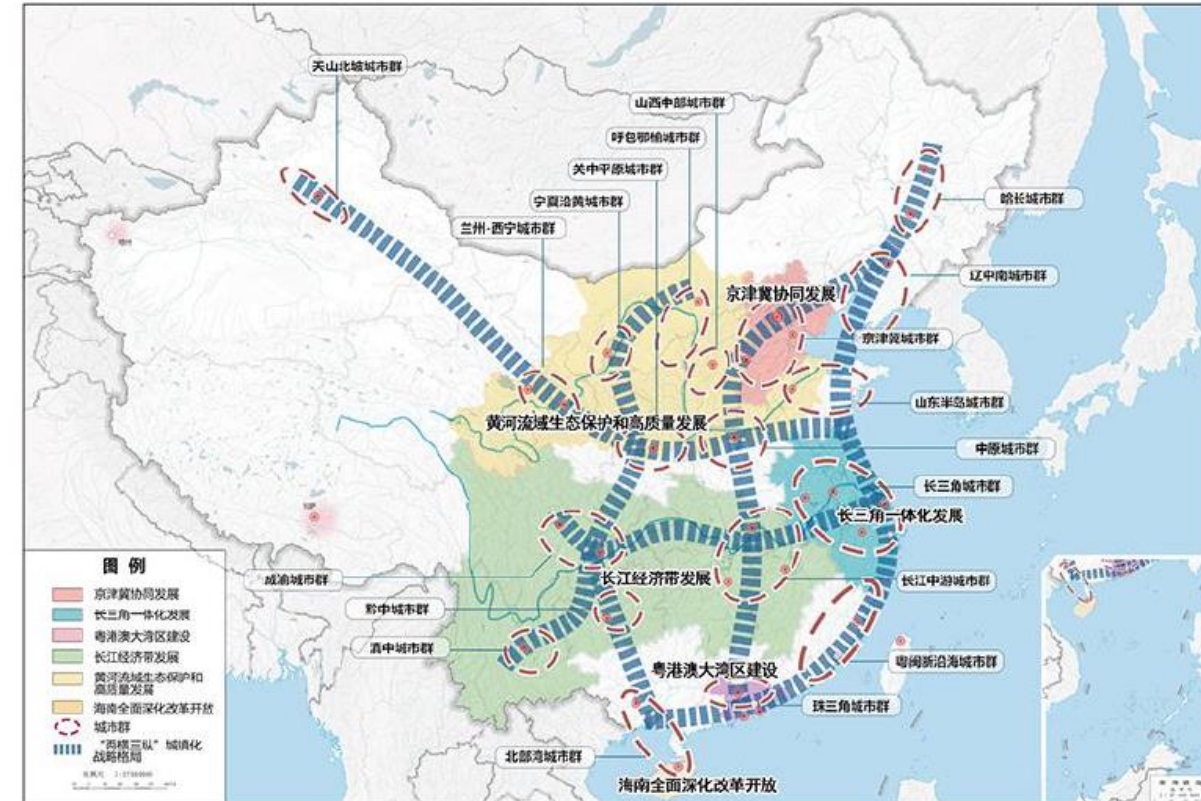 天山北坡城市群
山西中部城市群
呼包鄂榆城市群
关中平原城市群
宁夏沿黄城市群
兰州-西宁城市群
哈长城市群
辽中南城市群
京津冀协同发展
京津冀城市群
山东半岛城市群
黄河流域生态保护和高质量发展
中原城市群
长三角城市群
长三角一体化发展
长江经济带发展
长江中游城市群
成渝城市群
黔中城市群
滇中城市群
粤港澳大湾区建设
粤闽浙沿海城市群
珠三角城市群
北部湾城市群
海南全面深化改革开放
图例
京津冀协同发展
长三角一体化发展
粤港澳大湾区建设
长江经济带发展
黄河流域生态保护和
高质量发展
海南全面深化改革开放
城市群
“两横三纵”城镇化
战略格局